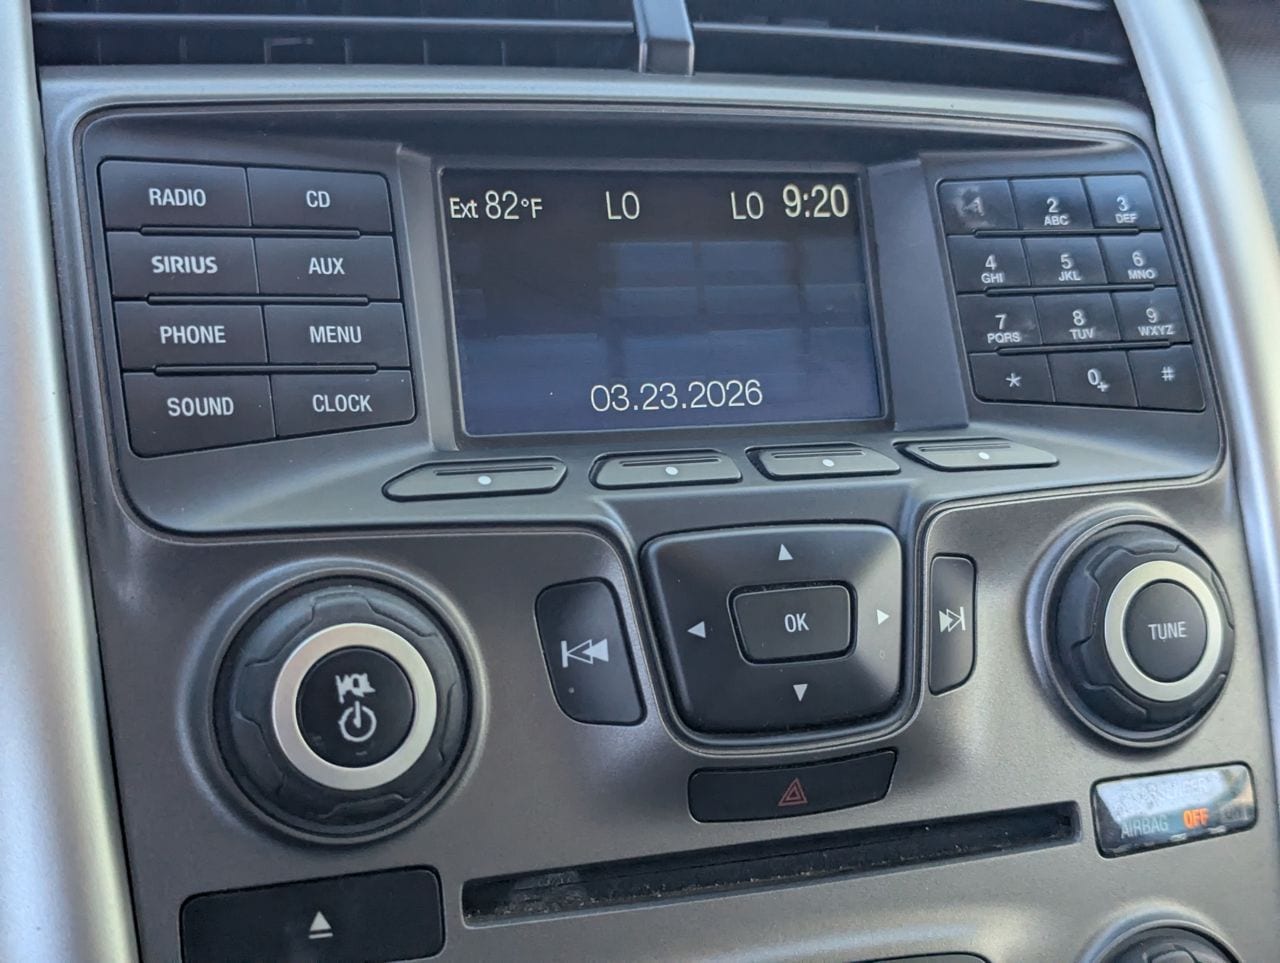 Ext 82°F LO LO 9:20
03.23.2026
RADIO CD
SIRIUS AUX
PHONE MENU
SOUND CLOCK
1 2 ABC 3 DEF
4 GHI 5 JKL 6 MNO
7 PQRS 8 TUV 9 WXYZ
* 0+ #
OK
VOL
TUNE
PASSENGER
AIRBAG OFF